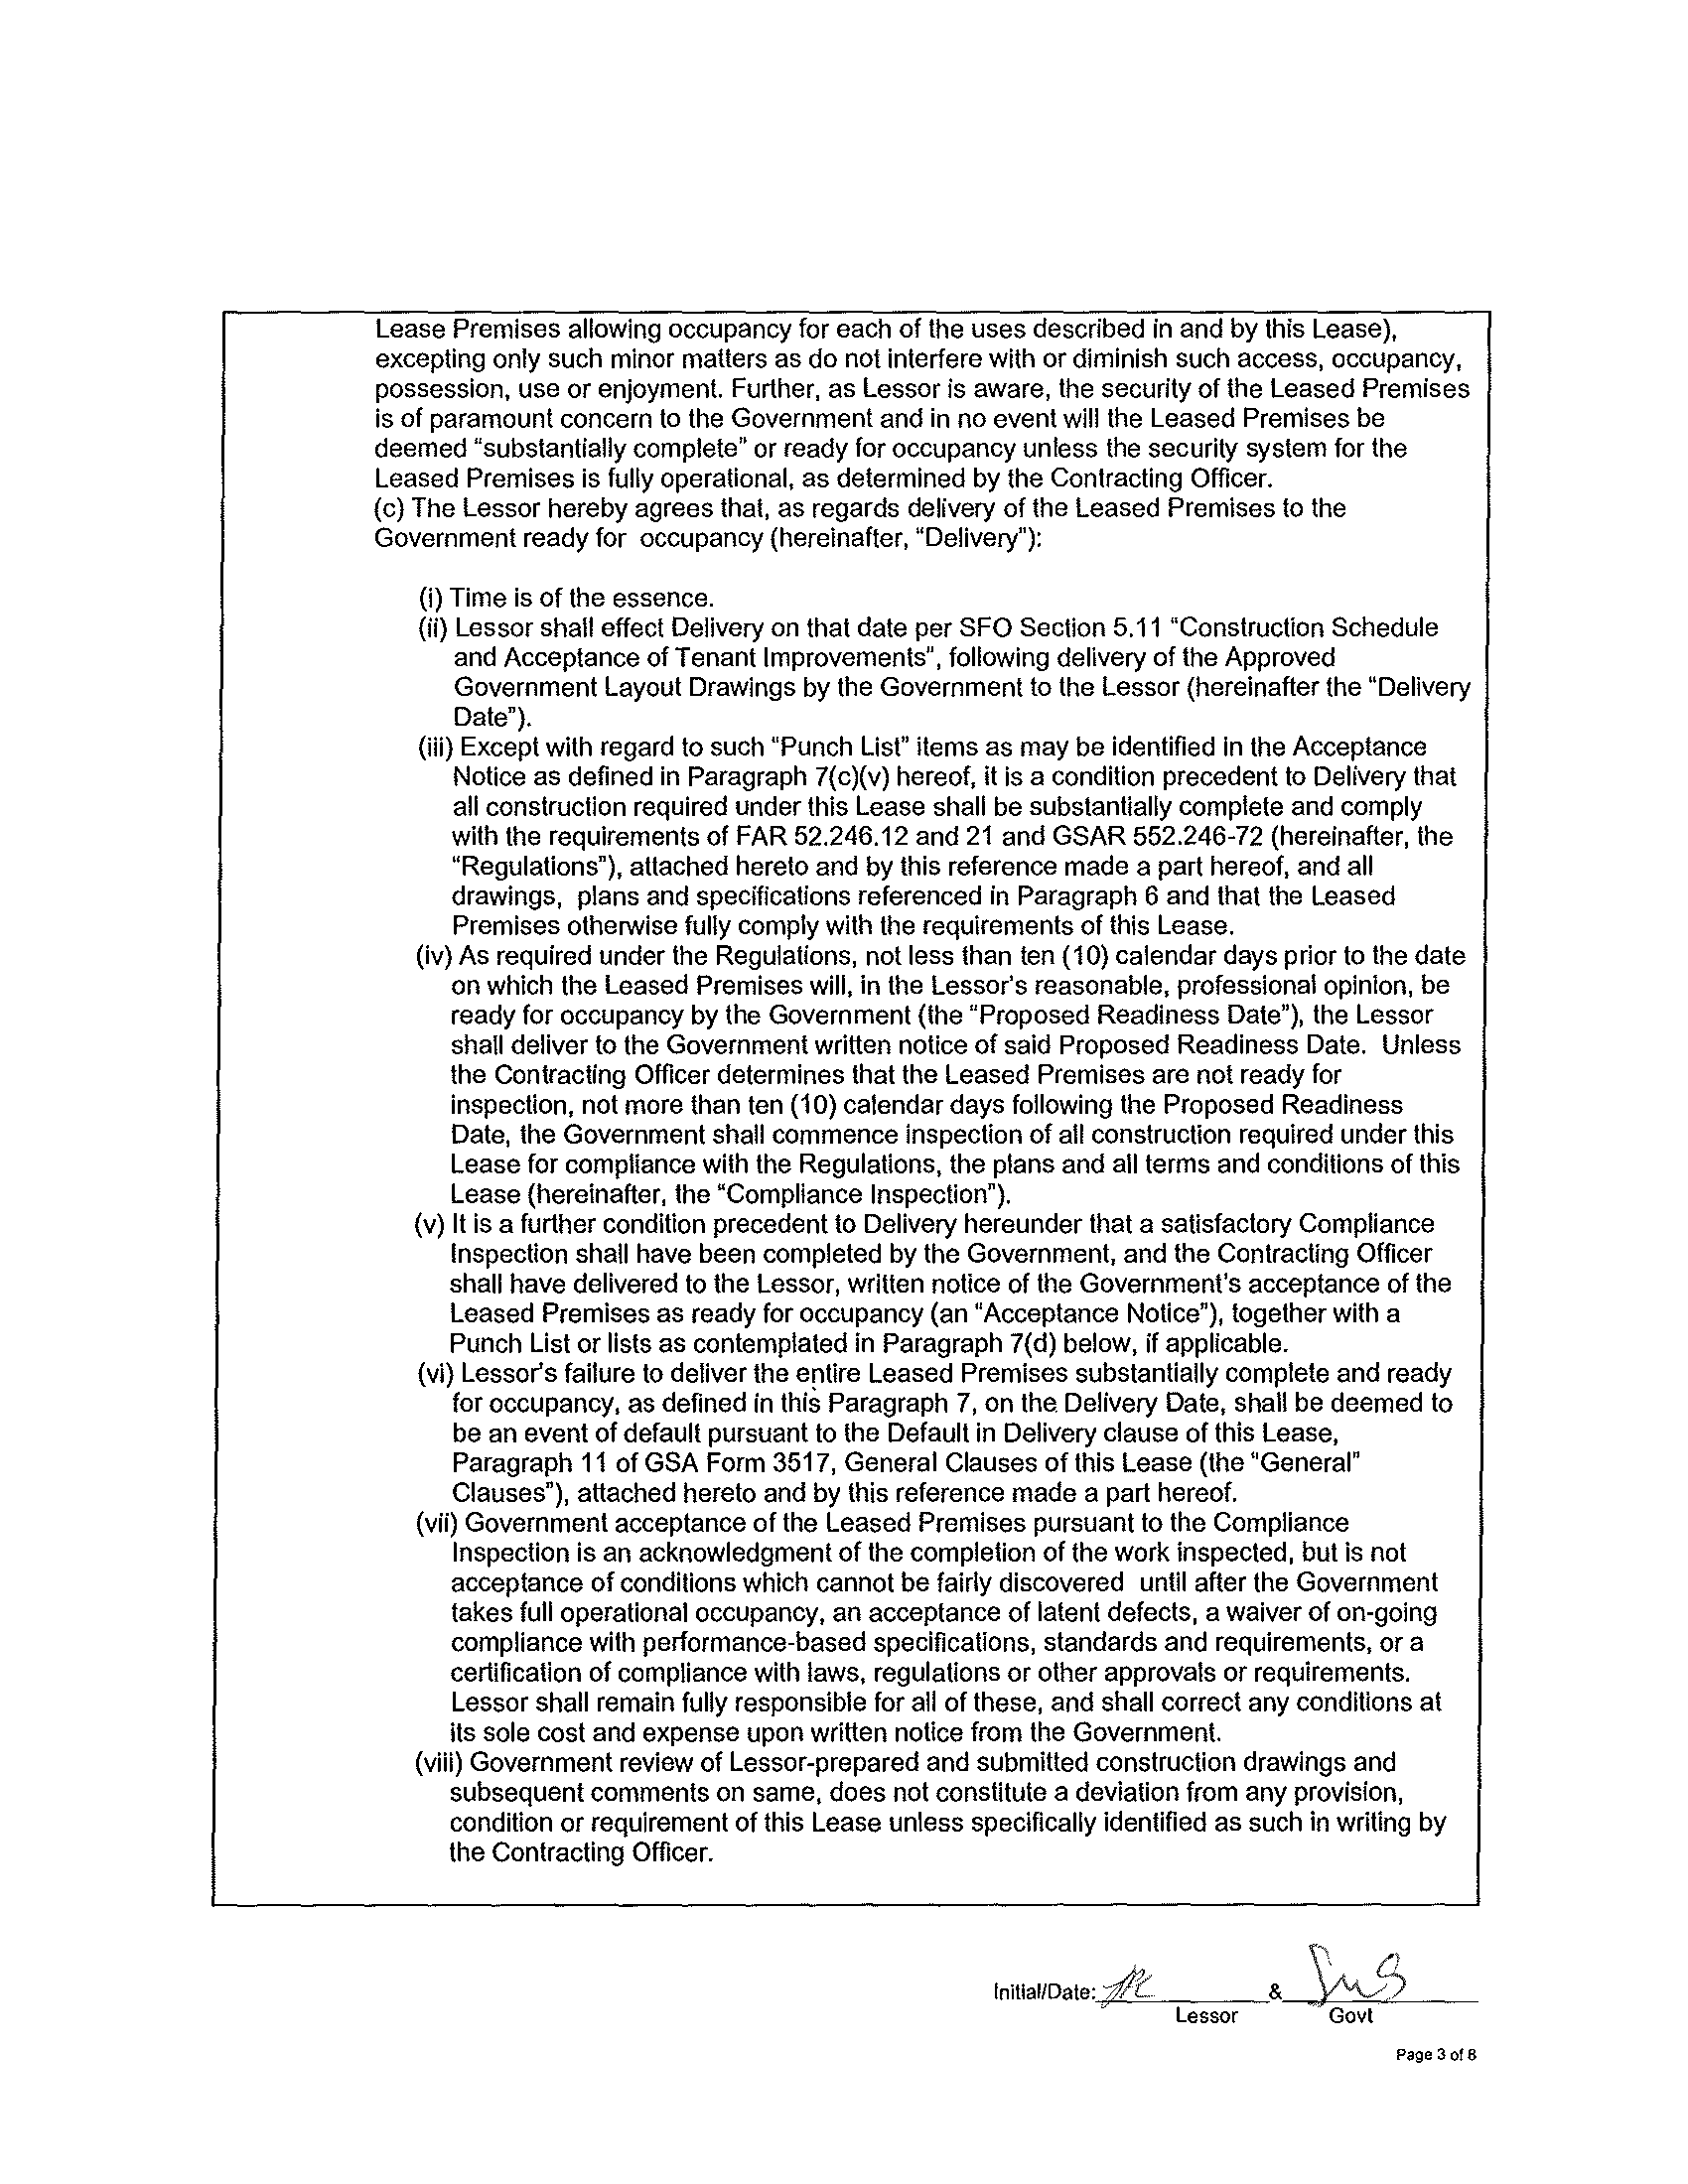 Lease Premises allowing occupancy for each of the uses described in and by this Lease),
excepting only such minor matters as do not interfere with or diminish such access, occupancy,
possession, use or enjoyment. Further, as Lessor is aware, the security of the Leased Premises
is of paramount concern to the Government and in no event will the Leased Premises be
deemed “substantially complete” or ready for occupancy unless the security system for the
Leased Premises is fully operational, as determined by the Contracting Officer.
(c) The Lessor hereby agrees that, as regards delivery of the Leased Premises to the
Government ready for occupancy (hereinafter, “Delivery”):
(i) Time is of the essence.
(ii) Lessor shall effect Delivery on that date per SFO Section 5.11 “Construction Schedule
and Acceptance of Tenant Improvements”, following delivery of the Approved
Government Layout Drawings by the Government to the Lessor (hereinafter the “Delivery
Date”).
(iii) Except with regard to such “Punch List” items as may be identified in the Acceptance
Notice as defined in Paragraph 7(c)(v) hereof, it is a condition precedent to Delivery that
all construction required under this Lease shall be substantially complete and comply
with the requirements of FAR 52.246.12 and 21 and GSAR 552.246-72 (hereinafter, the
“Regulations”), attached hereto and by this reference made a part hereof, and all
drawings, plans and specifications referenced in Paragraph 6 and that the Leased
Premises otherwise fully comply with the requirements of this Lease.
(iv) As required under the Regulations, not less than ten (10) calendar days prior to the date
on which the Leased Premises will, in the Lessor’s reasonable, professional opinion, be
ready for occupancy by the Government (the “Proposed Readiness Date”), the Lessor
shall deliver to the Government written notice of said Proposed Readiness Date. Unless
the Contracting Officer determines that the Leased Premises are not ready for
inspection, not more than ten (10) calendar days following the Proposed Readiness
Date, the Government shall commence inspection of all construction required under this
Lease for compliance with the Regulations, the plans and all terms and conditions of this
Lease (hereinafter, the “Compliance Inspection”).
(v) It is a further condition precedent to Delivery hereunder that a satisfactory Compliance
Inspection shall have been completed by the Government, and the Contracting Officer
shall have delivered to the Lessor, written notice of the Government’s acceptance of the
Leased Premises as ready for occupancy (an “Acceptance Notice”), together with a
Punch List or lists as contemplated in Paragraph 7(d) below, if applicable.
(vi) Lessor’s failure to deliver the entire Leased Premises substantially complete and ready
for occupancy, as defined in this Paragraph 7, on the Delivery Date, shall be deemed to
be an event of default pursuant to the Default in Delivery clause of this Lease,
Paragraph 11 of GSA Form 3517, General Clauses of this Lease (the “General”
Clauses”), attached hereto and by this reference made a part hereof.
(vii) Government acceptance of the Leased Premises pursuant to the Compliance
Inspection is an acknowledgment of the completion of the work inspected, but is not
acceptance of conditions which cannot be fairly discovered until after the Government
takes full operational occupancy, an acceptance of latent defects, a waiver of on-going
compliance with performance-based specifications, standards and requirements, or a
certification of compliance with laws, regulations or other approvals or requirements.
Lessor shall remain fully responsible for all of these, and shall correct any conditions at
its sole cost and expense upon written notice from the Government.
(viii) Government review of Lessor-prepared and submitted construction drawings and
subsequent comments on same, does not constitute a deviation from any provision,
condition or requirement of this Lease unless specifically identified as such in writing by
the Contracting Officer.
Initial/Date: &
Lessor Govt
Page 3 of 8